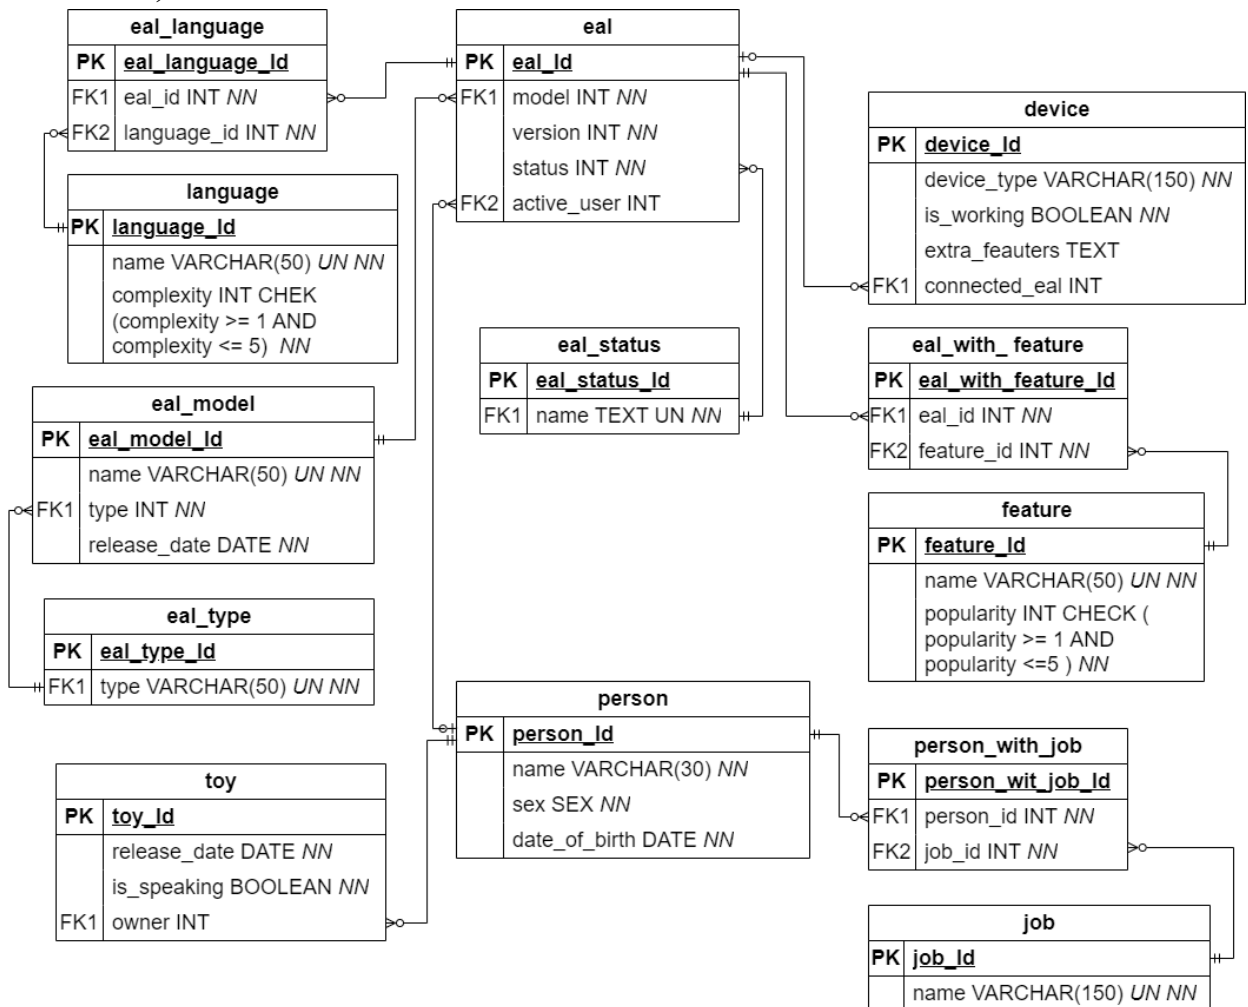 eal_language
PK eal_language_Id
FK1 eal_id INT NN
FK2 language_id INT NN
language
PK language_Id
name VARCHAR(50) UN NN
complexity INT CHEK
(complexity >= 1 AND
complexity <= 5) NN
eal_model
PK eal_model_Id
name VARCHAR(50) UN NN
FK1 type INT NN
release_date DATE NN
eal_type
PK eal_type_Id
FK1 type VARCHAR(50) UN NN
toy
PK toy_Id
release_date DATE NN
is_speaking BOOLEAN NN
FK1 owner INT
eal
PK eal_Id
FK1 model INT NN
version INT NN
status INT NN
FK2 active_user INT
eal_status
PK eal_status_Id
FK1 name TEXT UN NN
person
PK person_Id
name VARCHAR(30) NN
sex SEX NN
date_of_birth DATE NN
device
PK device_Id
device_type VARCHAR(150) NN
is_working BOOLEAN NN
extra_feauters TEXT
FK1 connected_eal INT
eal_with_ feature
PK eal_with_feature_Id
FK1 eal_id INT NN
FK2 feature_id INT NN
feature
PK feature_Id
name VARCHAR(50) UN NN
popularity INT CHECK (
popularity >= 1 AND
popularity <=5 ) NN
person_with_job
PK person_wit_job_Id
FK1 person_id INT NN
FK2 job_id INT NN
job
PK job_Id
name VARCHAR(150) UN NN